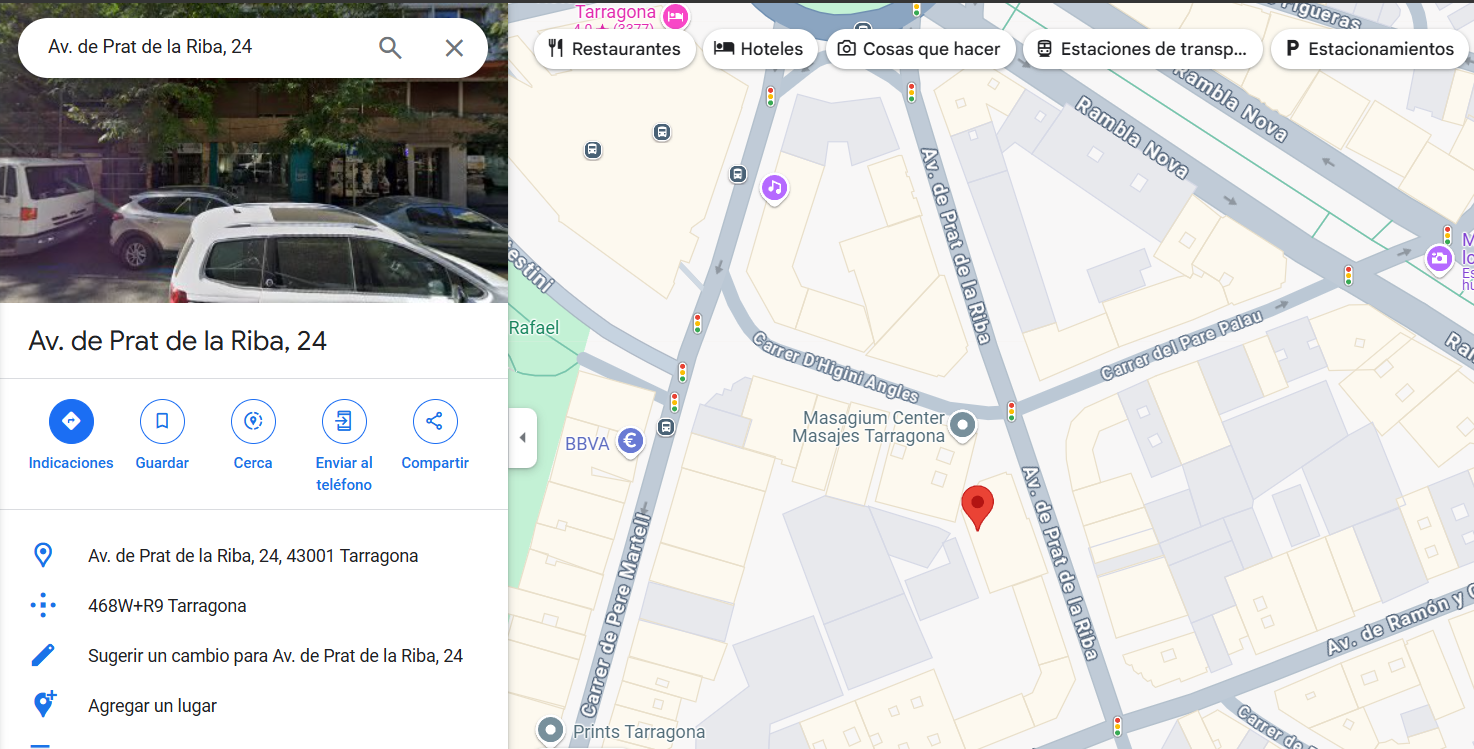 Av. de Prat de la Riba, 24
Av. de Prat de la Riba, 24
Indicaciones
Guardar
Cerca
Enviar al
teléfono
Compartir
Av. de Prat de la Riba, 24, 43001 Tarragona
468W+R9 Tarragona
Sugerir un cambio para Av. de Prat de la Riba, 24
Agregar un lugar
Tarragona
(3377)
Restaurantes
Hoteles
Cosas que hacer
Estaciones de transp...
P Estacionamientos
Figueras
Rambla Nova
Rambla Nova
Av. de Prat de la Riba
estini
Rafael
Carrer D'Higini Angles
Carrer del Pare Palau
Masagium Center
Masajes Tarragona
BBVA
€
Av. de Prat de la Riba
Carrer de Pere Martell
Av. de Ramón y
Carrer de
Prints Tarragona